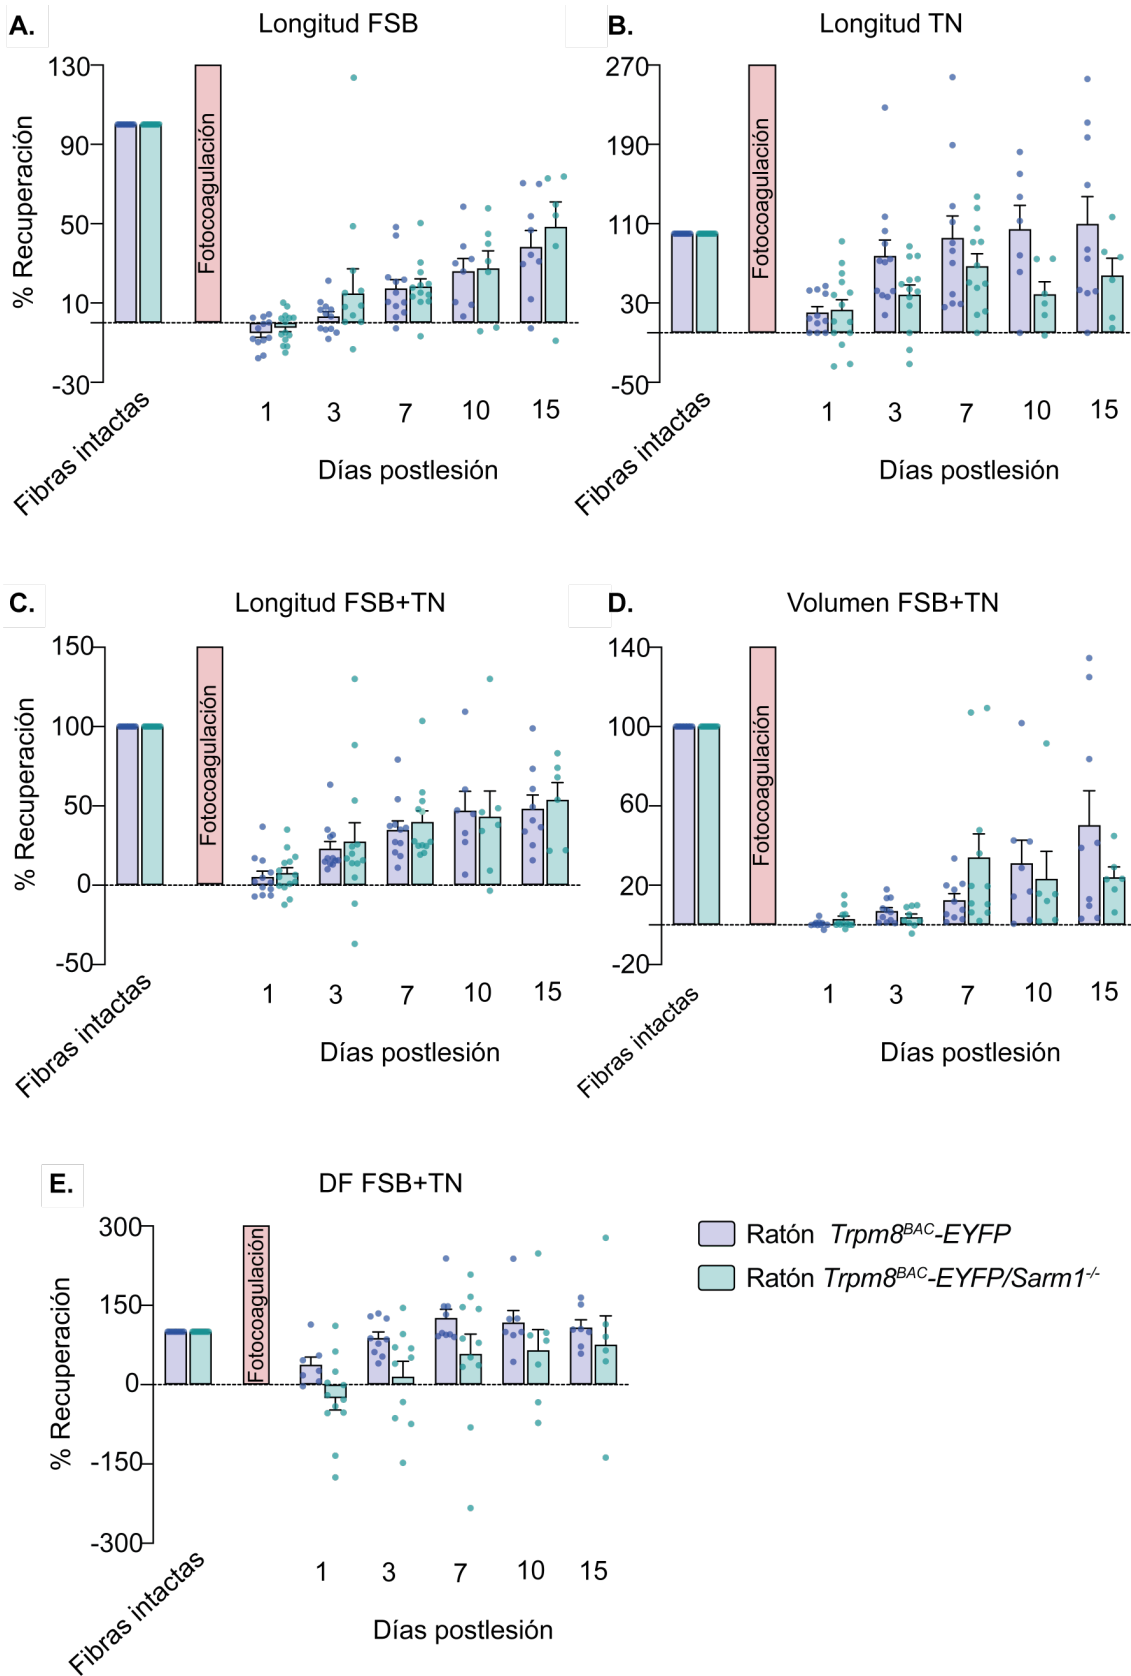 A.
Longitud FSB
% Recuperación
130
90
50
10
-30
Fotocoagulación
Fibras intactas
1 3 7 10 15
Días postlesión
B.
Longitud TN
270
190
110
30
-50
Fotocoagulación
Fibras intactas
1 3 7 10 15
Días postlesión
C.
Longitud FSB+TN
% Recuperación
150
100
50
0
-50
Fotocoagulación
Fibras intactas
1 3 7 10 15
Días postlesión
D.
Volumen FSB+TN
140
100
60
20
-20
Fotocoagulación
Fibras intactas
1 3 7 10 15
Días postlesión
E.
DF FSB+TN
% Recuperación
300
150
0
-150
-300
Fotocoagulación
Fibras intactas
1 3 7 10 15
Días postlesión
Ratón Trpm8BAC-EYFP
Ratón Trpm8BAC-EYFP/Sarm1-/-